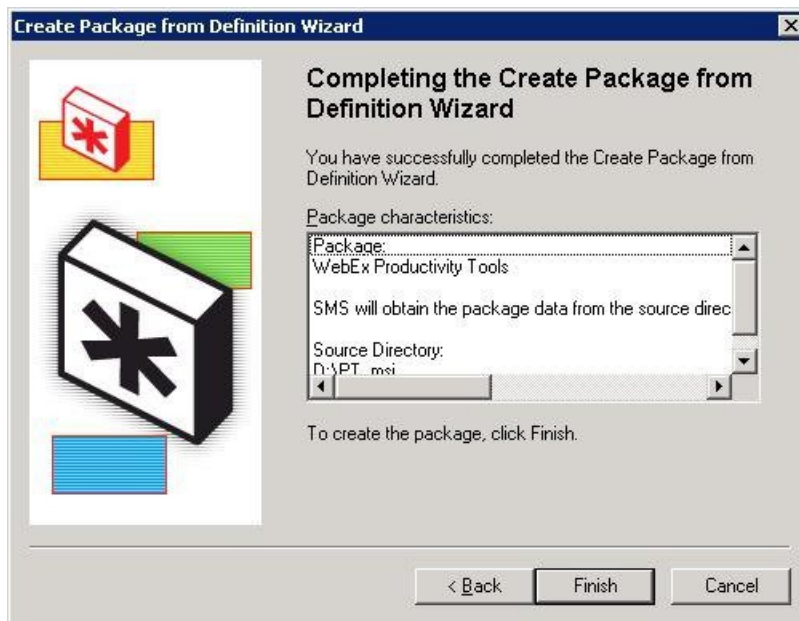 Create Package from Definition Wizard
Completing the Create Package from
Definition Wizard
You have successfully completed the Create Package from
Definition Wizard.
Package characteristics:
Package:
WebEx Productivity Tools
SMS will obtain the package data from the source direc
Source Directory:
D:\PT_msi
To create the package, click Finish.
< Back
Finish
Cancel